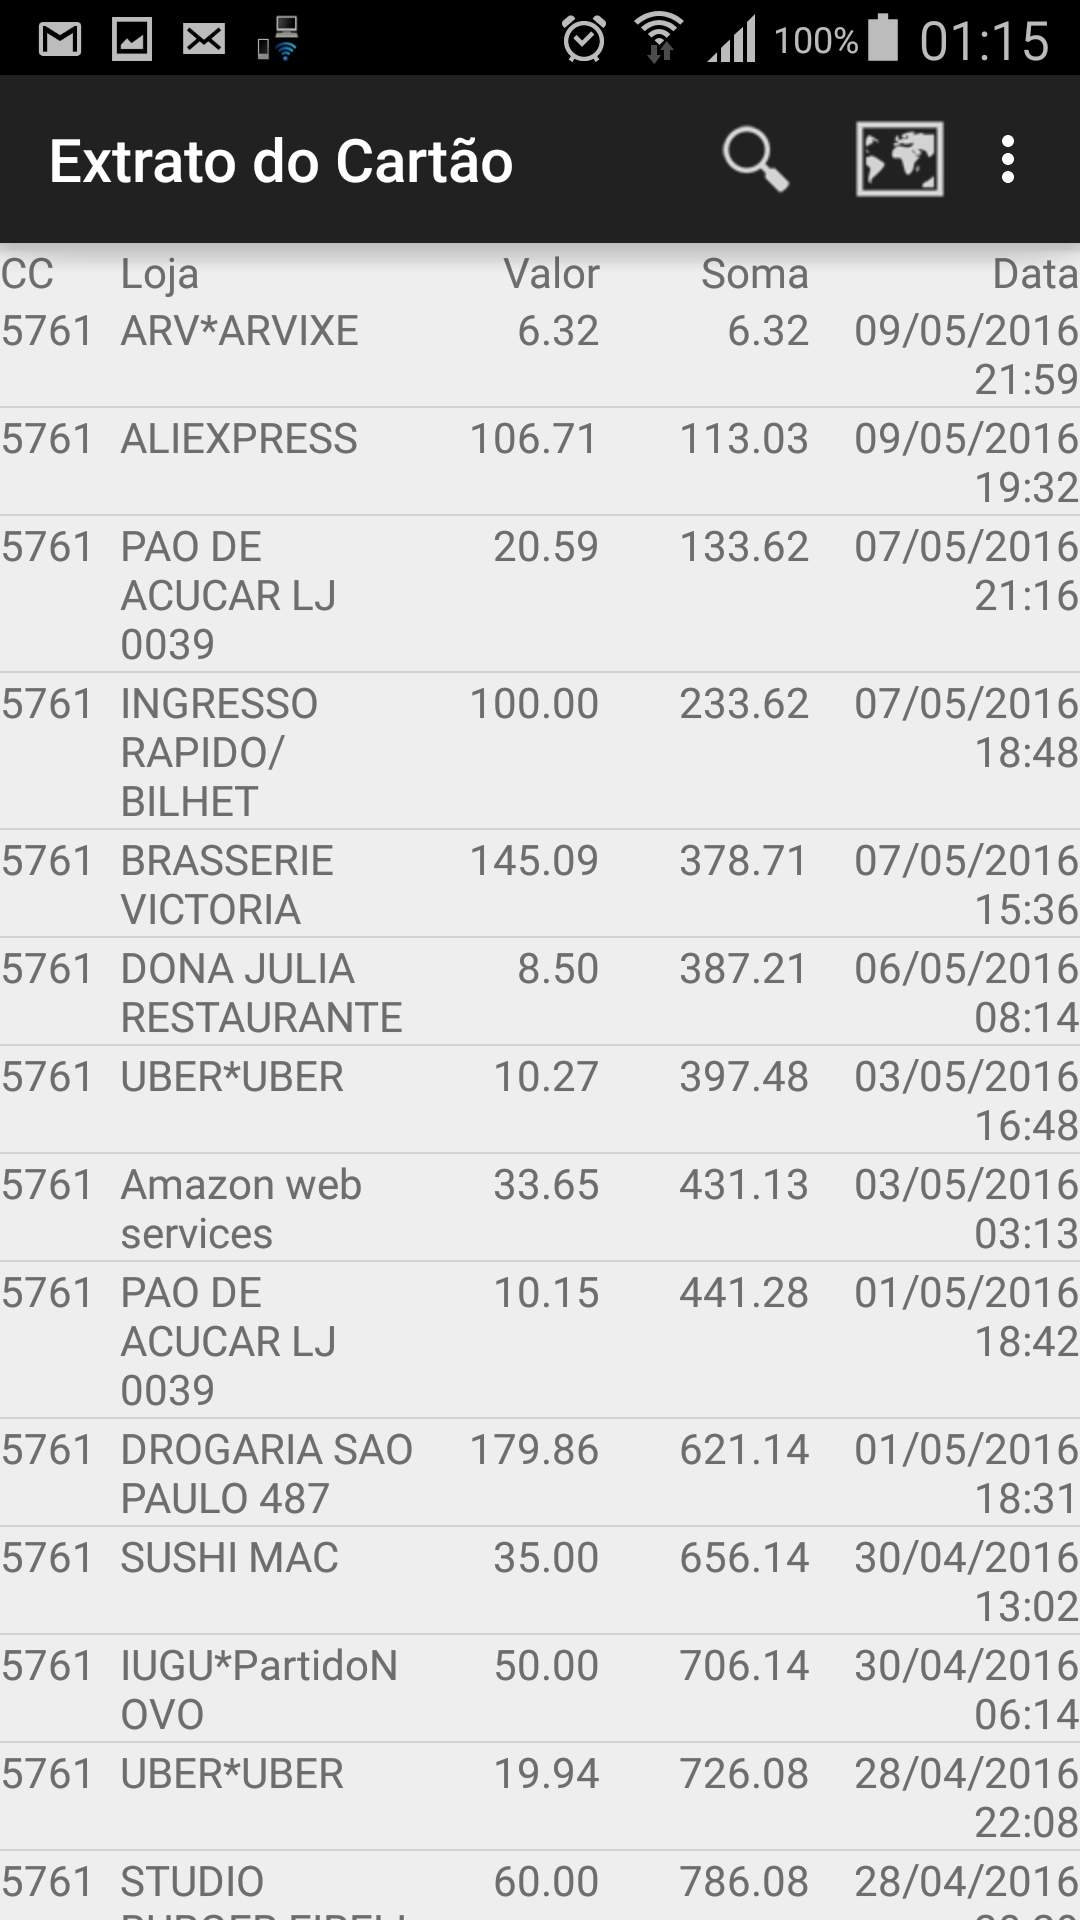 100% 01:15
Extrato do Cartão
CC Loja Valor Soma Data
5761 ARV*ARVIXE 6.32 6.32 09/05/2016
21:59
5761 ALIEXPRESS 106.71 113.03 09/05/2016
19:32
5761 PAO DE 20.59 133.62 07/05/2016
ACUCAR LJ 21:16
0039
5761 INGRESSO 100.00 233.62 07/05/2016
RAPIDO/ 18:48
BILHET
5761 BRASSERIE 145.09 378.71 07/05/2016
VICTORIA 15:36
5761 DONA JULIA 8.50 387.21 06/05/2016
RESTAURANTE 08:14
5761 UBER*UBER 10.27 397.48 03/05/2016
16:48
5761 Amazon web 33.65 431.13 03/05/2016
services 03:13
5761 PAO DE 10.15 441.28 01/05/2016
ACUCAR LJ 18:42
0039
5761 DROGARIA SAO 179.86 621.14 01/05/2016
PAULO 487 18:31
5761 SUSHI MAC 35.00 656.14 30/04/2016
13:02
5761 IUGU*PartidoN 50.00 706.14 30/04/2016
OVO 06:14
5761 UBER*UBER 19.94 726.08 28/04/2016
22:08
5761 STUDIO 60.00 786.08 28/04/2016